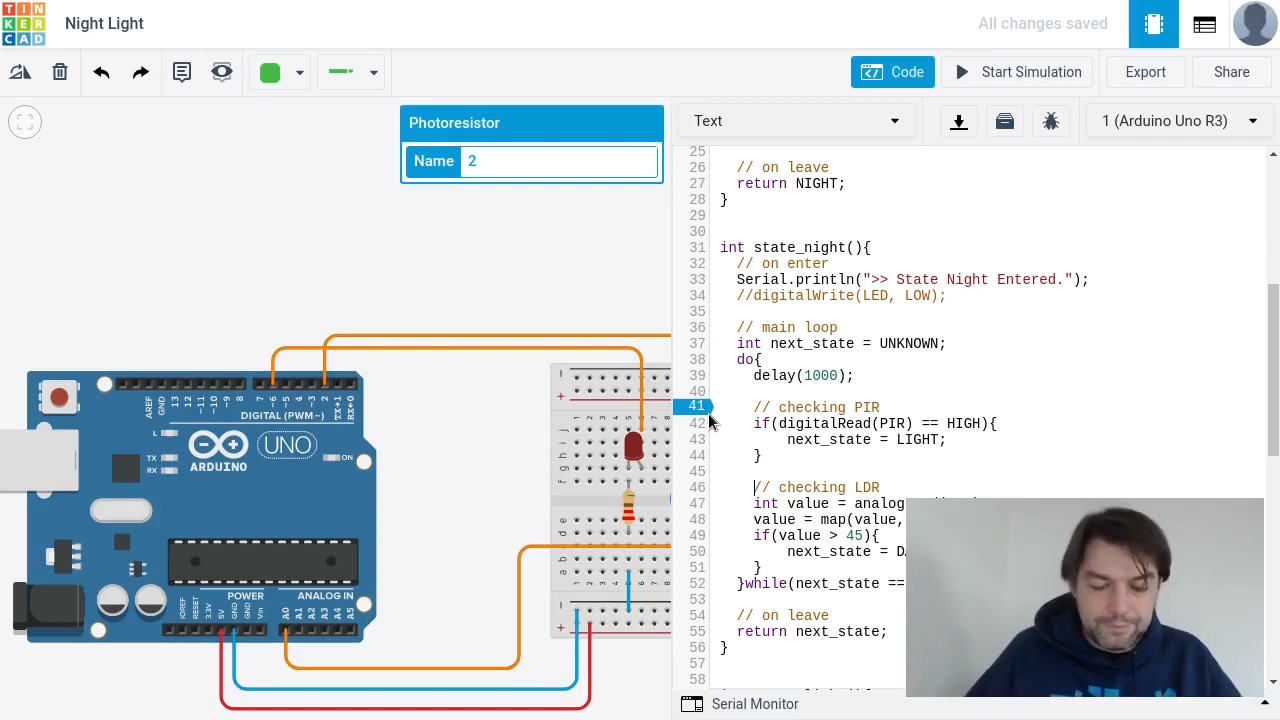 TIN
KER
CAD
Night Light
All changes saved
Code
Start Simulation
Export
Share
Photoresistor
Name 2
Text
1 (Arduino Uno R3)
25
26 // on leave
27 return NIGHT;
28 }
29
30
31 int state_night(){
32 // on enter
33 Serial.println(">> State Night Entered.");
34 //digitalWrite(LED, LOW);
35
36 // main loop
37 int next_state = UNKNOWN;
38 do{
39 delay(1000);
40
41 // checking PIR
42 if(digitalRead(PIR) == HIGH){
43 next_state = LIGHT;
44 }
45
46 // checking LDR
47 int value = analog
48 value = map(value,
49 if(value > 45){
50 next_state =
51 }
52 }while(next_state ==
53
54 // on leave
55 return next_state;
56 }
57
58
Serial Monitor
AREF
GND
13
12
~11
~10
~9
8
7
~6
~5
4
~3
2
TX→1
RX←0
DIGITAL (PWM~)
L
TX
RX
UNO
ON
ARDUINO
POWER
ANALOG IN
IOREF
RESET
3.3V
5V
GND
GND
Vin
A0
A1
A2
A3
A4
A5